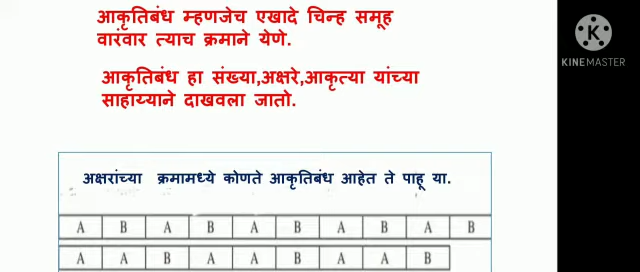 आकृतिबंध म्हणजेच एखादे चिन्ह समूह
वारंवार त्याच क्रमाने येणे.
आकृतिबंध हा संख्या,अक्षरे,आकृत्या यांच्या
साहाय्याने दाखवला जातो.
KINEMASTER
अक्षरांच्या क्रमामध्ये कोणते आकृतिबंध आहेत ते पाहू या.
A B A B A B A B A B
A A B A A B A A B